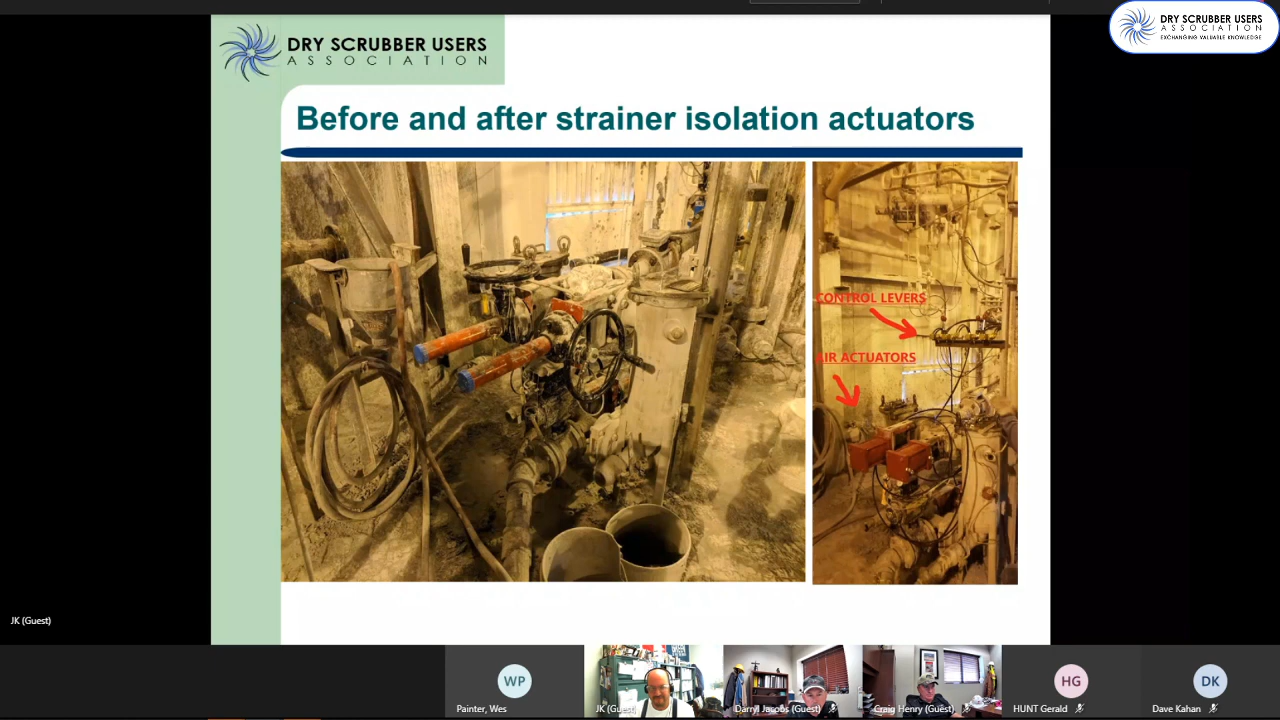 DRY SCRUBBER USERS
ASSOCIATION
DRY SCRUBBER USERS
ASSOCIATION
EXCHANGING VALUABLE KNOWLEDGE
Before and after strainer isolation actuators
CONTROL LEVERS
AIR ACTUATORS
JK (Guest)
WP
HG
DK
Painter, Wes
JK (Guest)
Darryl Jacobs (Guest)
Craig Henry (Guest)
HUNT Gerald
Dave Kahan